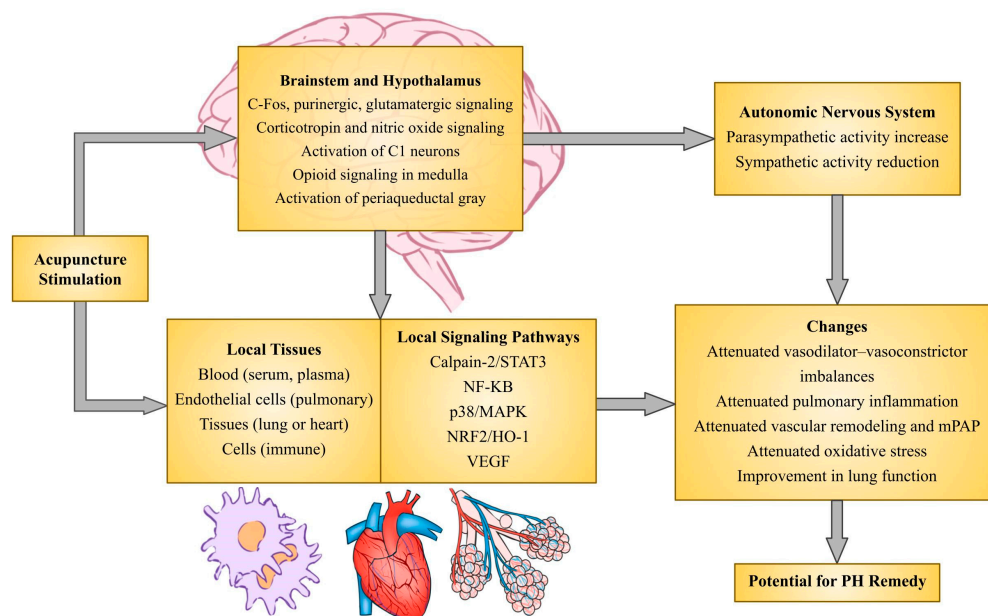 Brainstem and Hypothalamus
C-Fos, purinergic, glutamatergic signaling
Corticotropin and nitric oxide signaling
Activation of C1 neurons
Opioid signaling in medulla
Activation of periaqueductal gray
Autonomic Nervous System
Parasympathetic activity increase
Sympathetic activity reduction
Acupuncture
Stimulation
Local Tissues
Blood (serum, plasma)
Endothelial cells (pulmonary)
Tissues (lung or heart)
Cells (immune)
Local Signaling Pathways
Calpain-2/STAT3
NF-KB
p38/MAPK
NRF2/HO-1
VEGF
Changes
Attenuated vasodilator–vasoconstrictor
imbalances
Attenuated pulmonary inflammation
Attenuated vascular remodeling and mPAP
Attenuated oxidative stress
Improvement in lung function
Potential for PH Remedy